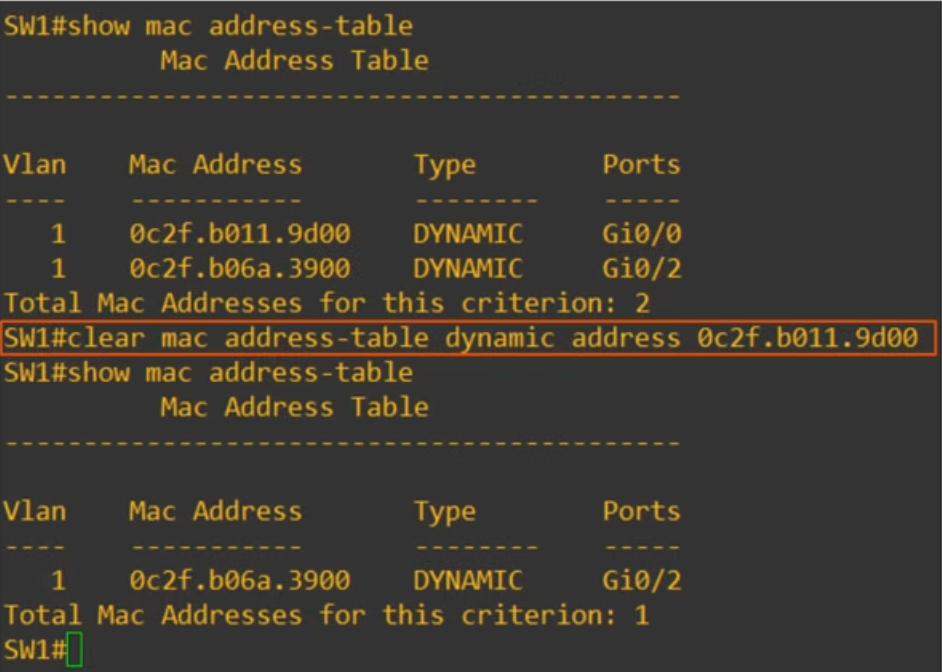 SW1#show mac address-table
Mac Address Table
-------------------------------------------
Vlan    Mac Address       Type        Ports
----    -----------       --------    -----
1    0c2f.b011.9d00    DYNAMIC     Gi0/0
1    0c2f.b06a.3900    DYNAMIC     Gi0/2
Total Mac Addresses for this criterion: 2
SW1#clear mac address-table dynamic address 0c2f.b011.9d00
SW1#show mac address-table
Mac Address Table
-------------------------------------------
Vlan    Mac Address       Type        Ports
----    -----------       --------    -----
1    0c2f.b06a.3900    DYNAMIC     Gi0/2
Total Mac Addresses for this criterion: 1
SW1#